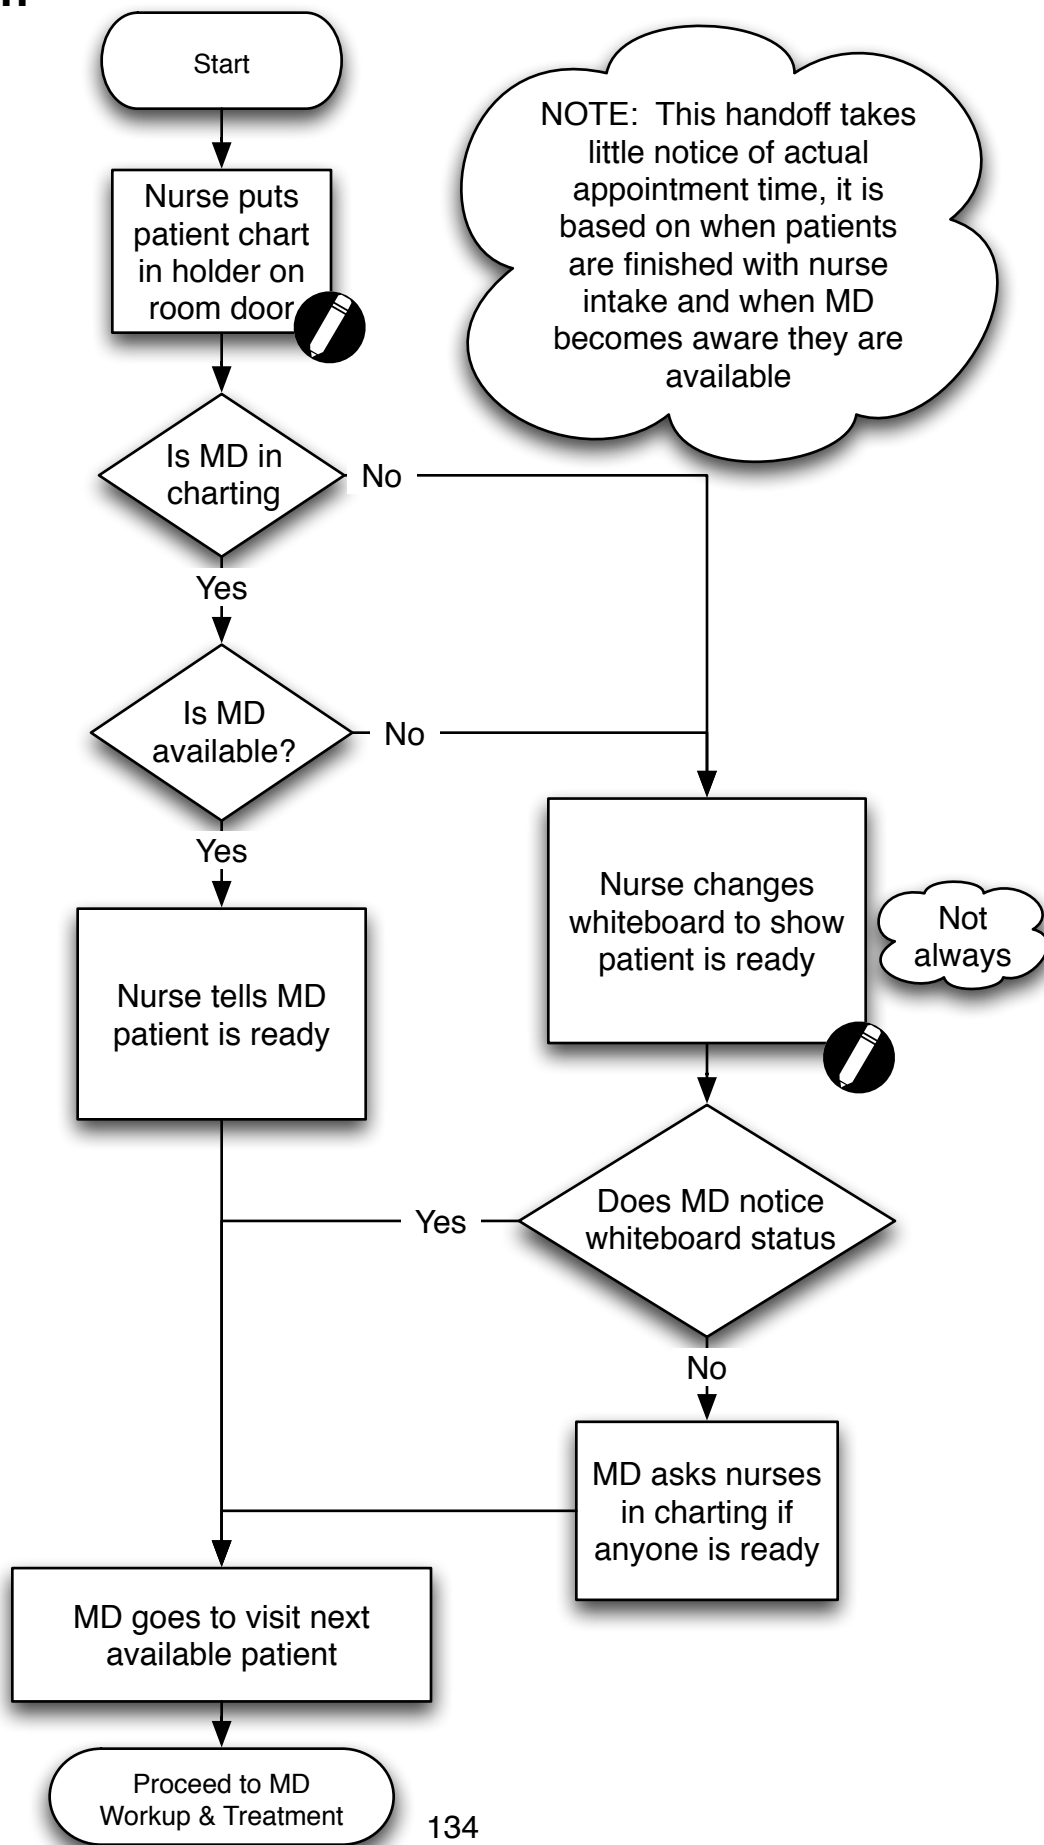 Start
NOTE: This handoff takes
little notice of actual
appointment time, it is
based on when patients
are finished with nurse
intake and when MD
becomes aware they are
available
Nurse puts
patient chart
in holder on
room door
Is MD in
charting
No
Yes
Is MD
available?
No
Yes
Nurse changes
whiteboard to show
patient is ready
Not
always
Nurse tells MD
patient is ready
Does MD notice
whiteboard status
Yes
No
MD asks nurses
in charting if
anyone is ready
MD goes to visit next
available patient
Proceed to MD
Workup & Treatment
134